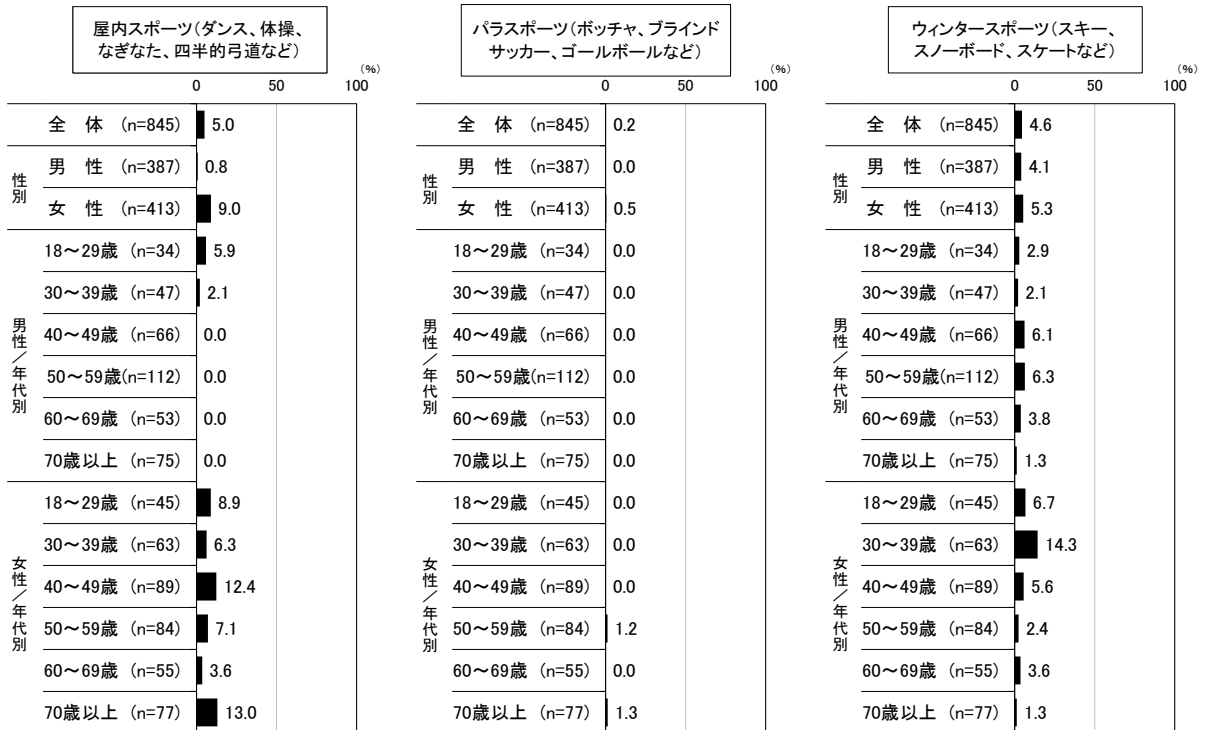 屋内スポーツ(ダンス、体操、
なぎなた、四半的弓道など)
(%)
0 50 100
全 体 (n=845) 5.0
性別
男 性 (n=387) 0.8
女 性 (n=413) 9.0
男性/年代別
18～29歳 (n=34) 5.9
30～39歳 (n=47) 2.1
40～49歳 (n=66) 0.0
50～59歳(n=112) 0.0
60～69歳 (n=53) 0.0
70歳以上 (n=75) 0.0
女性/年代別
18～29歳 (n=45) 8.9
30～39歳 (n=63) 6.3
40～49歳 (n=89) 12.4
50～59歳 (n=84) 7.1
60～69歳 (n=55) 3.6
70歳以上 (n=77) 13.0
パラスポーツ(ボッチャ、ブラインド
サッカー、ゴールボールなど)
(%)
0 50 100
全 体 (n=845) 0.2
性別
男 性 (n=387) 0.0
女 性 (n=413) 0.5
男性/年代別
18～29歳 (n=34) 0.0
30～39歳 (n=47) 0.0
40～49歳 (n=66) 0.0
50～59歳(n=112) 0.0
60～69歳 (n=53) 0.0
70歳以上 (n=75) 0.0
女性/年代別
18～29歳 (n=45) 0.0
30～39歳 (n=63) 0.0
40～49歳 (n=89) 0.0
50～59歳 (n=84) 1.2
60～69歳 (n=55) 0.0
70歳以上 (n=77) 1.3
ウィンタースポーツ(スキー、
スノーボード、スケートなど)
(%)
0 50 100
全 体 (n=845) 4.6
性別
男 性 (n=387) 4.1
女 性 (n=413) 5.3
男性/年代別
18～29歳 (n=34) 2.9
30～39歳 (n=47) 2.1
40～49歳 (n=66) 6.1
50～59歳(n=112) 6.3
60～69歳 (n=53) 3.8
70歳以上 (n=75) 1.3
女性/年代別
18～29歳 (n=45) 6.7
30～39歳 (n=63) 14.3
40～49歳 (n=89) 5.6
50～59歳 (n=84) 2.4
60～69歳 (n=55) 3.6
70歳以上 (n=77) 1.3